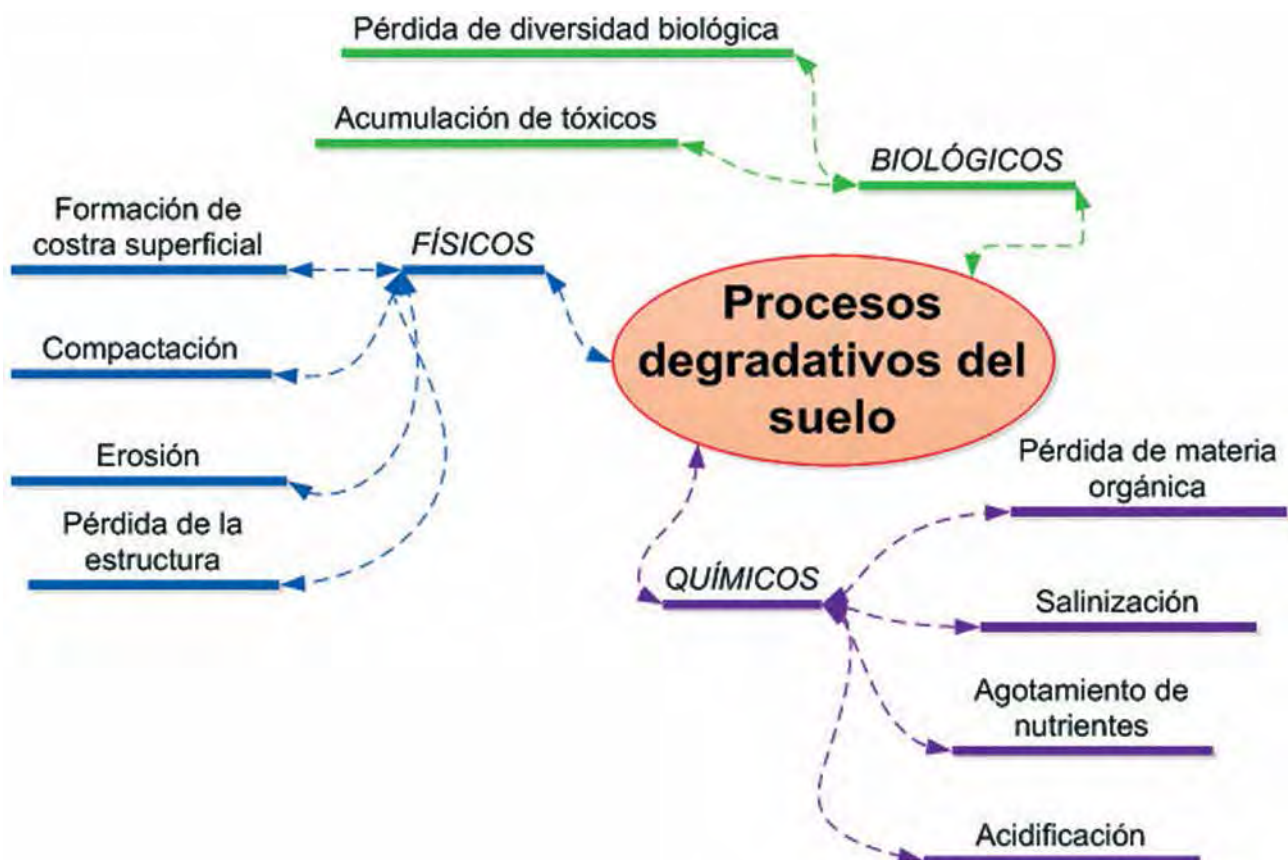 Pérdida de diversidad biológica
Acumulación de tóxicos
BIOLÓGICOS
Formación de
costra superficial
FÍSICOS
Compactación
Erosión
Pérdida de la
estructura
Procesos
degradativos del
suelo
QUÍMICOS
Pérdida de materia
orgánica
Salinización
Agotamiento de
nutrientes
Acidificación